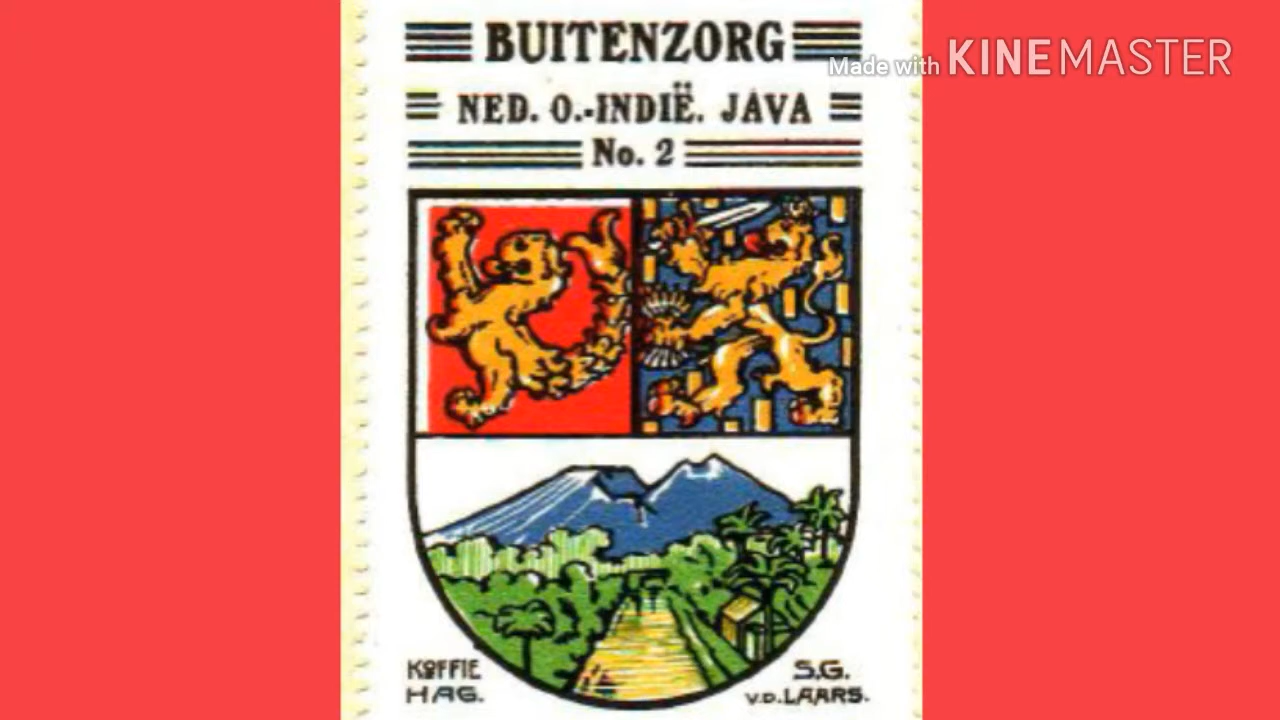 BUITENZORG
Made with KINEMASTER
NED. O.-INDIË. JAVA
No. 2
KOFFIE
HAG.
S.G.
V.D. LAARS.